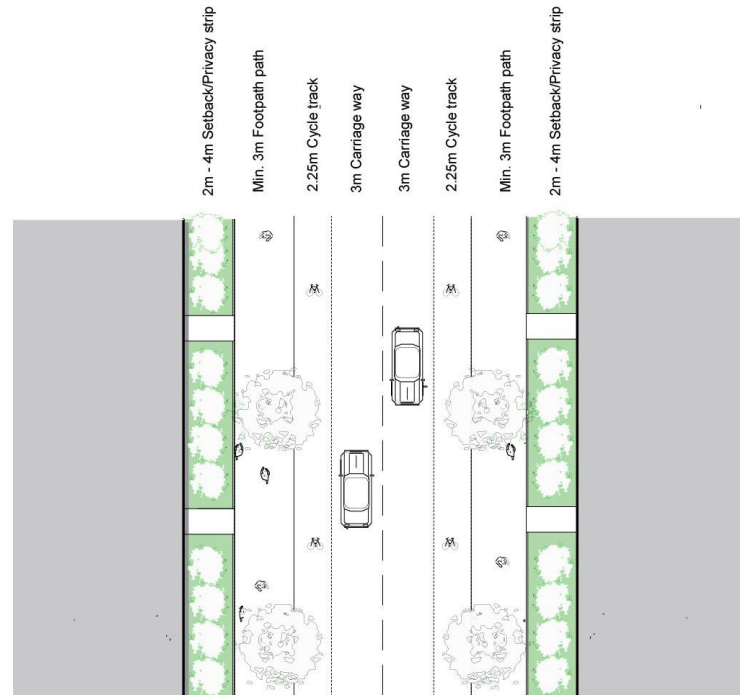 2m - 4m Setback/Privacy strip
Min. 3m Footpath path
2.25m Cycle track
3m Carriage way
3m Carriage way
2.25m Cycle track
Min. 3m Footpath path
2m - 4m Setback/Privacy strip